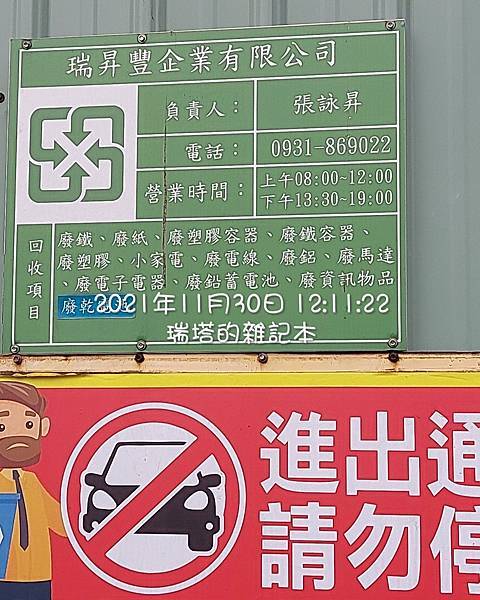 瑞昇豐企業有限公司
負責人：
張詠昇
電話：
0931-869022
營業時間：
上午08:00~12:00
下午13:30~19:00
回收項目
廢鐵、廢紙、廢塑膠容器、廢鐵容器、
廢塑膠、小家電、廢電線、廢鋁、廢馬達
、廢電子電器、廢鉛蓄電池、廢資訊物品
廢乾電池
2021年11月30日 12:11:22
瑞塔的雜記本
進出通
請勿停